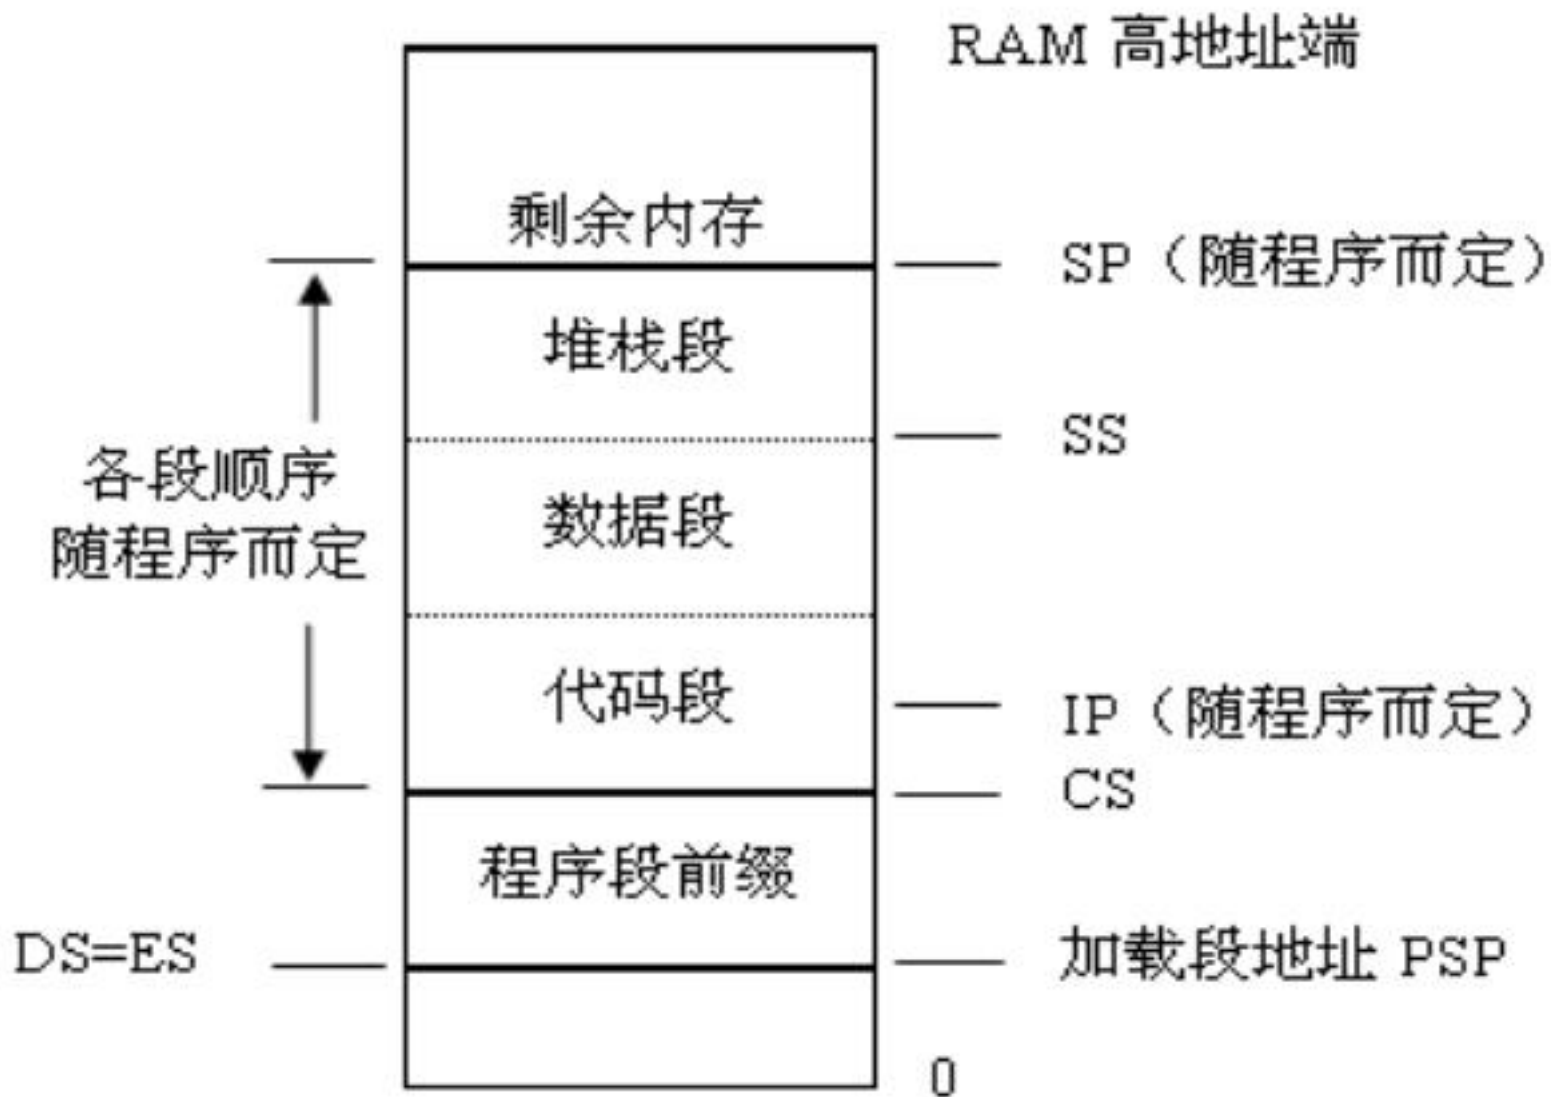 RAM 高地址端
剩余内存
SP（随程序而定）
堆栈段
SS
各段顺序
随程序而定
数据段
代码段
IP（随程序而定）
CS
程序段前缀
DS=ES
加载段地址 PSP
0